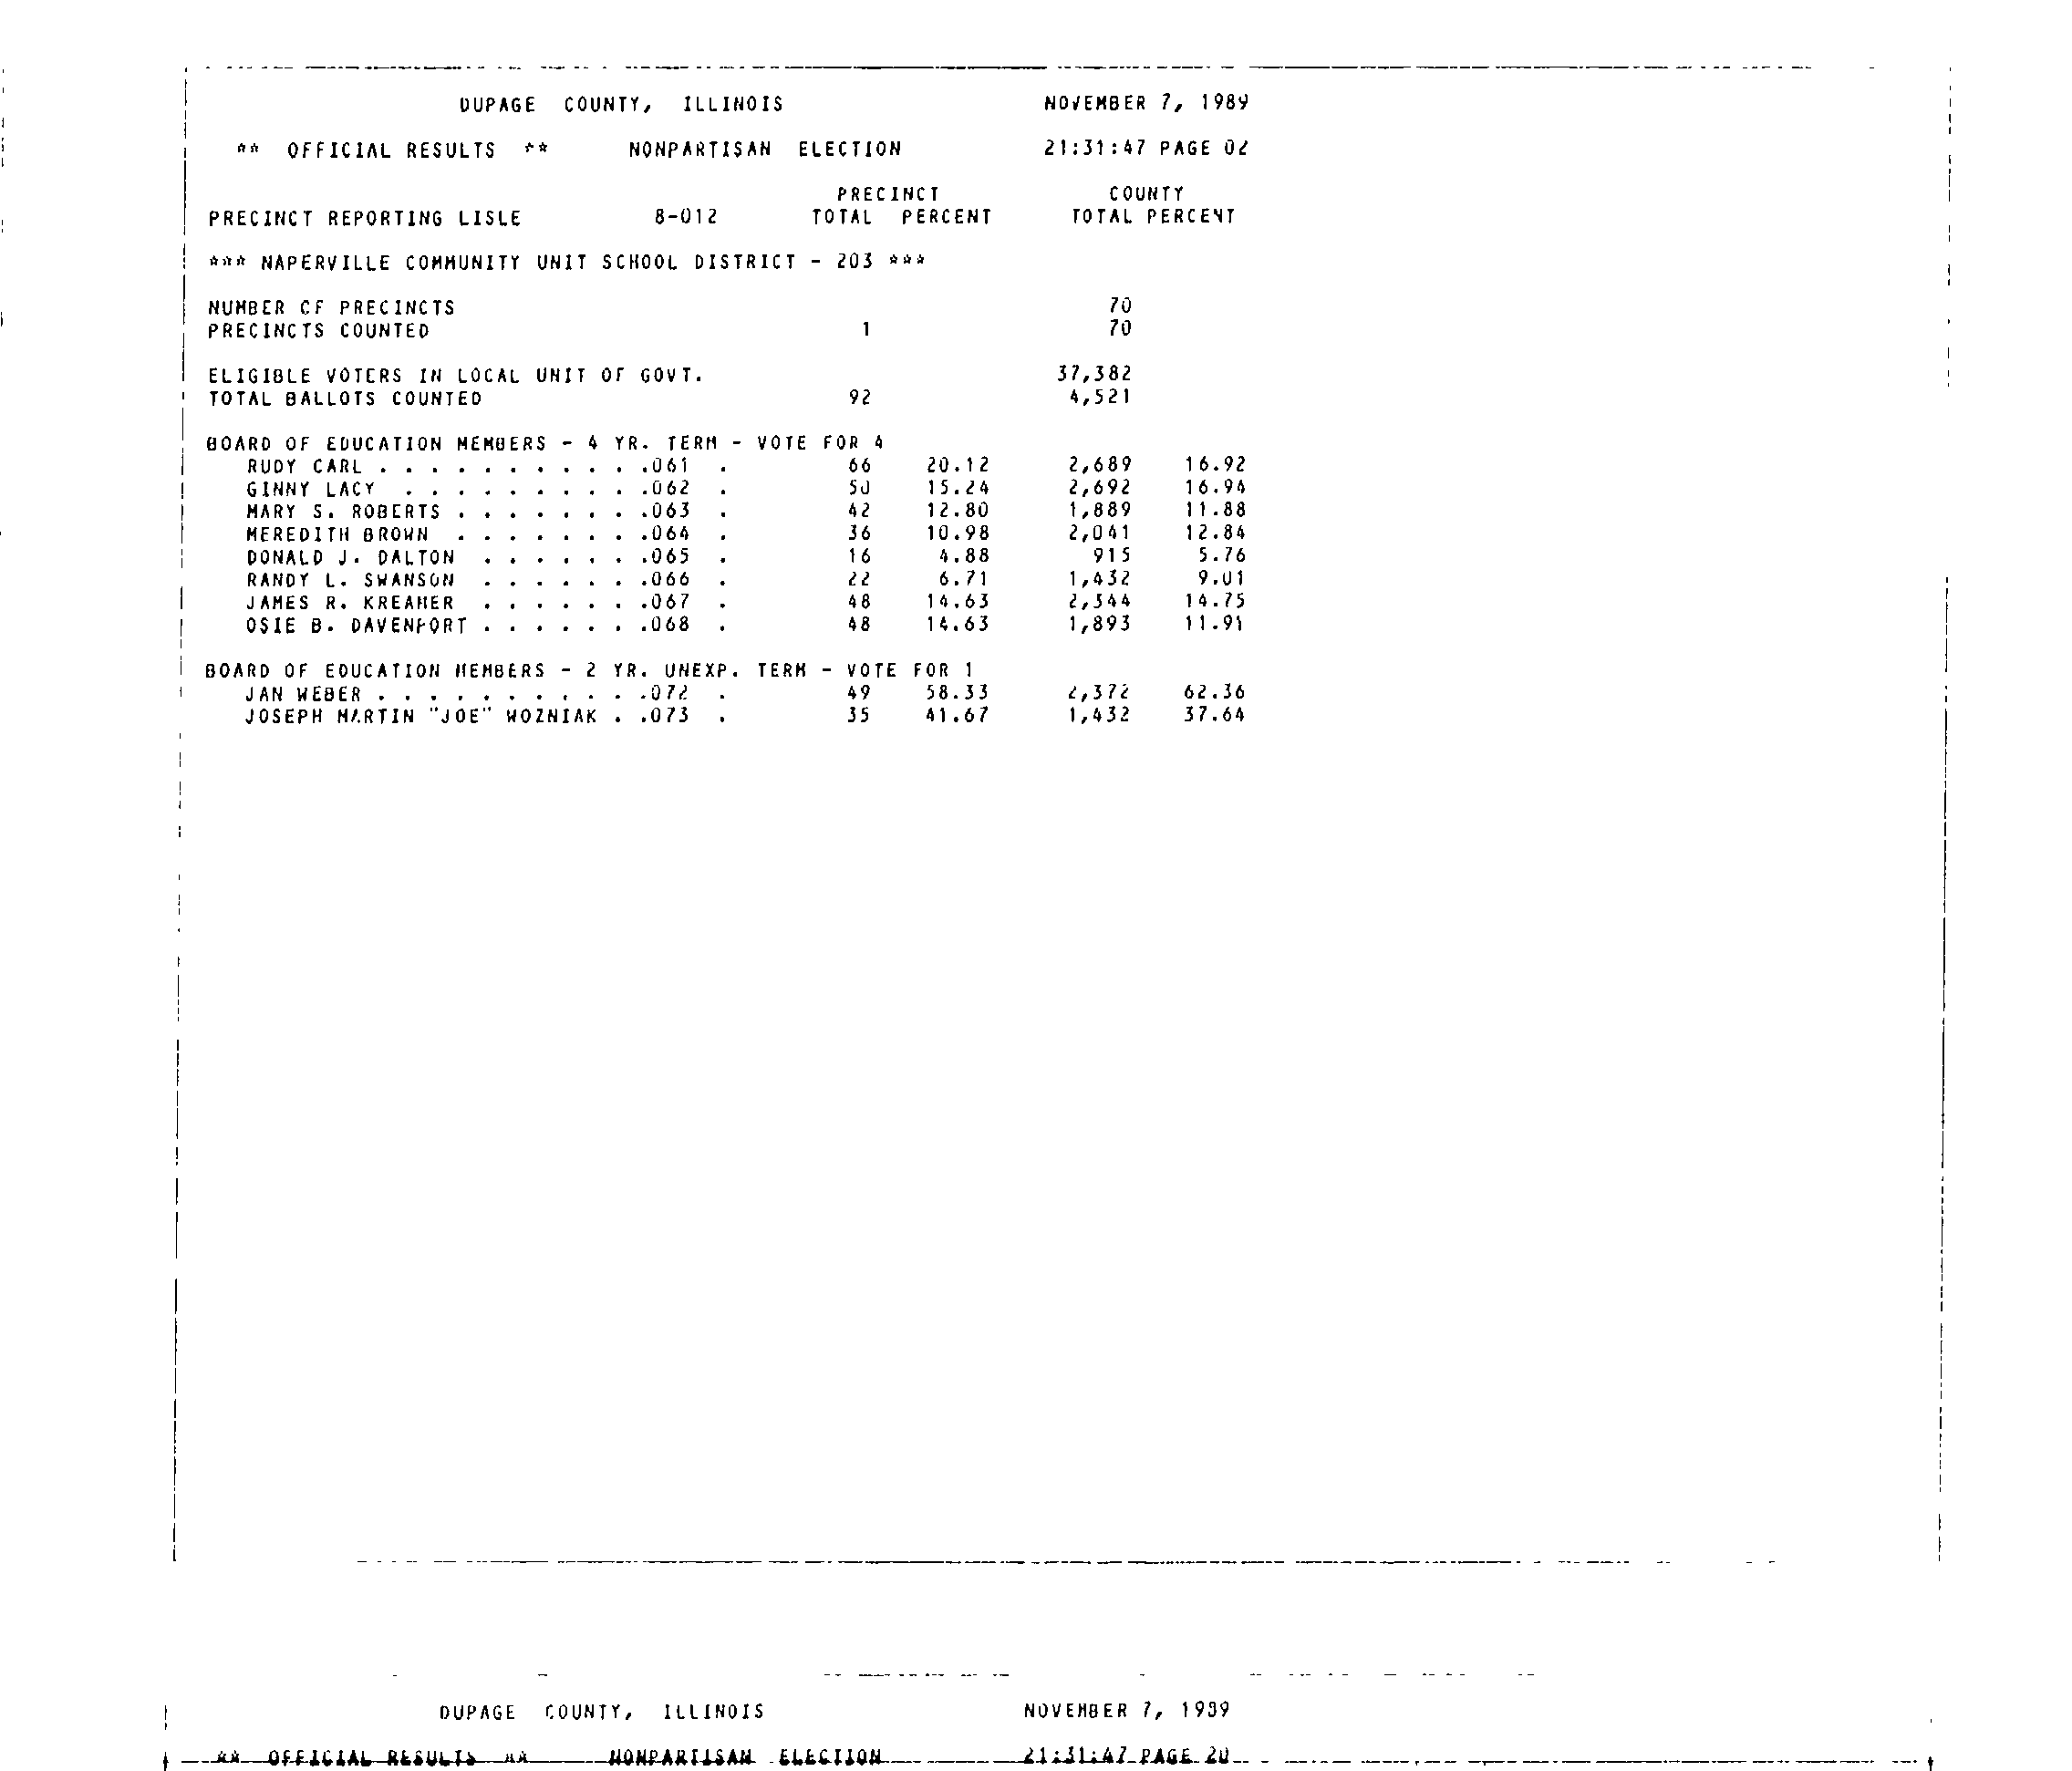 DUPAGE COUNTY, ILLINOIS NOVEMBER 7, 1989
** OFFICIAL RESULTS ** NONPARTISAN ELECTION 21:31:47 PAGE 02
PRECINCT COUNTY
PRECINCT REPORTING LISLE 8-012 TOTAL PERCENT TOTAL PERCENT
*** NAPERVILLE COMMUNITY UNIT SCHOOL DISTRICT - 203 ***
NUMBER OF PRECINCTS 70
PRECINCTS COUNTED 1 70
ELIGIBLE VOTERS IN LOCAL UNIT OF GOVT. 37,382
TOTAL BALLOTS COUNTED 92 4,521
BOARD OF EDUCATION MEMBERS - 4 YR. TERM - VOTE FOR 4
RUDY CARL . . . . . . . . . . .061 . 66 20.12 2,689 16.92
GINNY LACY . . . . . . . . . .062 . 50 15.24 2,692 16.94
MARY S. ROBERTS . . . . . . . .063 . 42 12.80 1,889 11.88
MEREDITH BROWN . . . . . . . .064 . 36 10.98 2,041 12.84
DONALD J. DALTON . . . . . . .065 . 16 4.88 915 5.76
RANDY L. SWANSON . . . . . . .066 . 22 6.71 1,432 9.01
JAMES R. KREAMER . . . . . . .067 . 48 14.63 2,344 14.75
OSIE B. DAVENPORT . . . . . . .068 . 48 14.63 1,893 11.91
BOARD OF EDUCATION MEMBERS - 2 YR. UNEXP. TERM - VOTE FOR 1
JAN WEBER . . . . . . . . . . .072 . 49 58.33 2,372 62.36
JOSEPH MARTIN "JOE" WOZNIAK . .073 . 35 41.67 1,432 37.64
DUPAGE COUNTY, ILLINOIS NOVEMBER 7, 1989
** OFFICIAL RESULTS ** NONPARTISAN ELECTION 21:31:47 PAGE 20